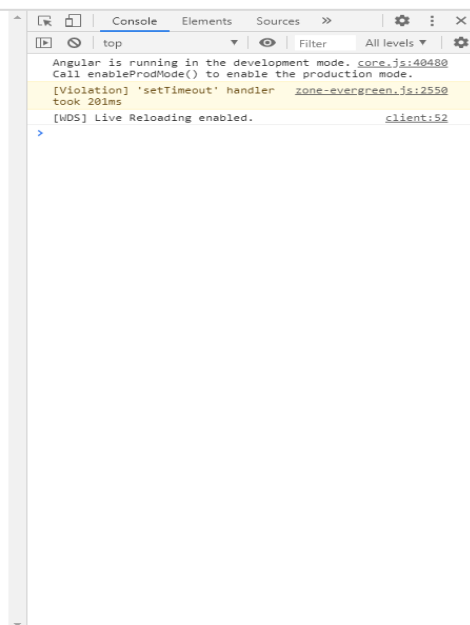 Console Elements Sources »
top Filter All levels
Angular is running in the development mode. core.js:40480
Call enableProdMode() to enable the production mode.
[Violation] 'setTimeout' handler zone-evergreen.js:2550
took 201ms
[WDS] Live Reloading enabled. client:52
>